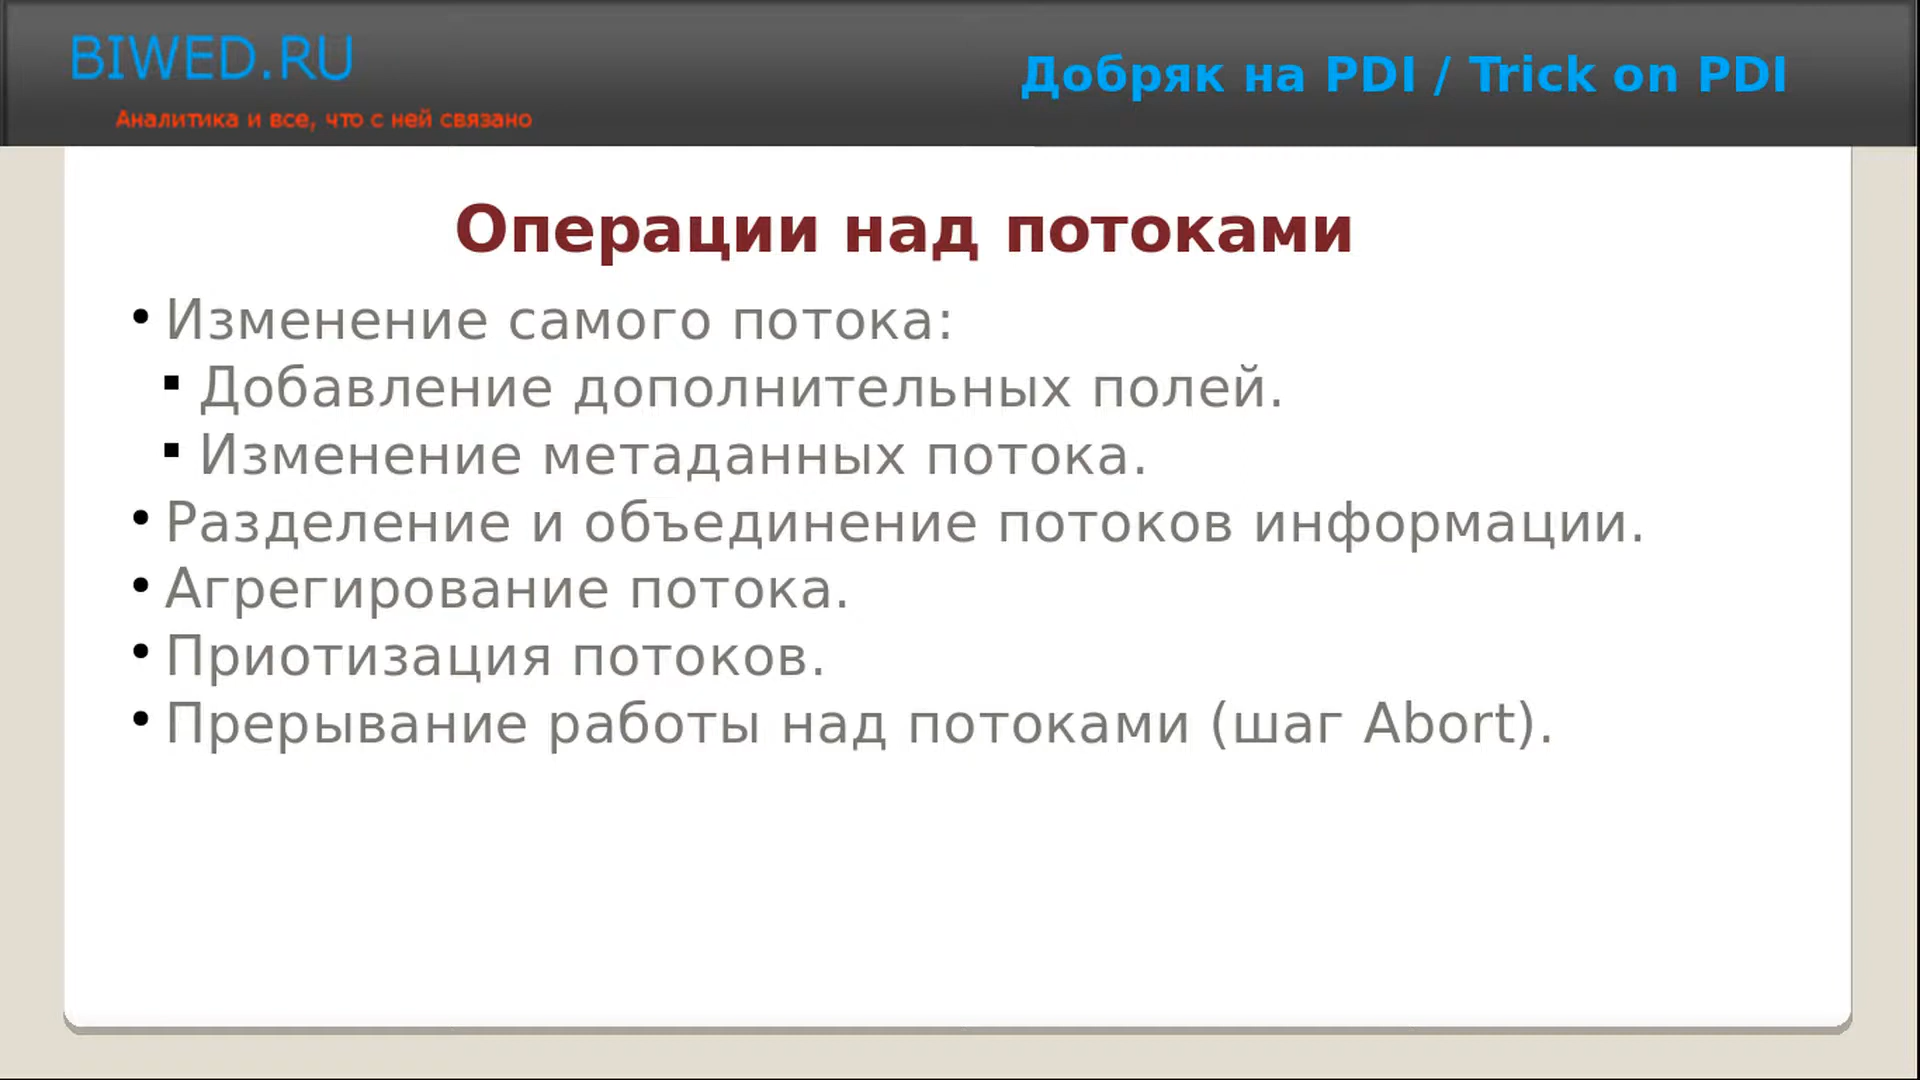 BIWED.RU
Аналитика и все, что с ней связано
Добряк на PDI / Trick on PDI
Операции над потоками
• Изменение самого потока:
▪ Добавление дополнительных полей.
▪ Изменение метаданных потока.
• Разделение и объединение потоков информации.
• Агрегирование потока.
• Приотизация потоков.
• Прерывание работы над потоками (шаг Abort).